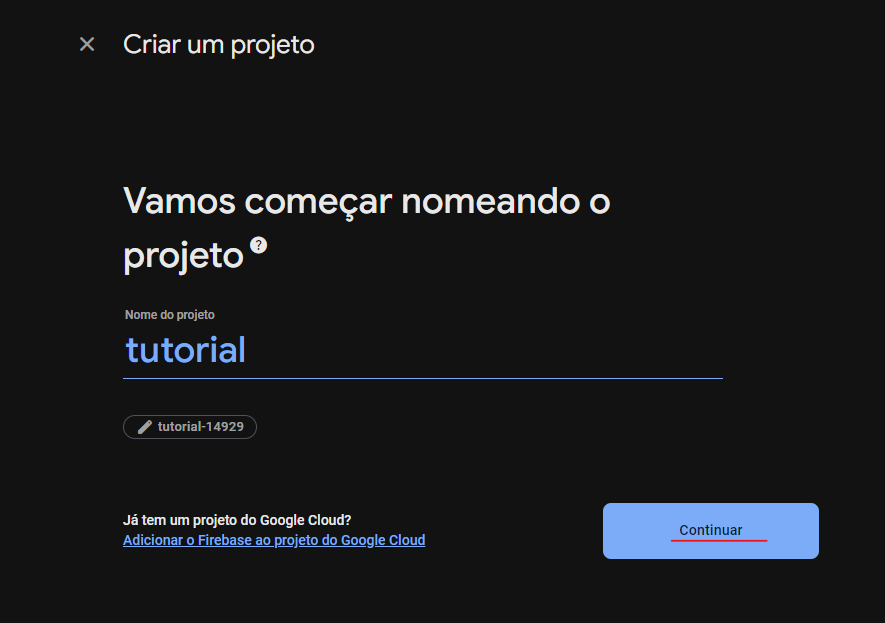 Criar um projeto
Vamos começar nomeando o
projeto ?
Nome do projeto
tutorial
tutorial-14929
Já tem um projeto do Google Cloud?
Adicionar o Firebase ao projeto do Google Cloud
Continuar